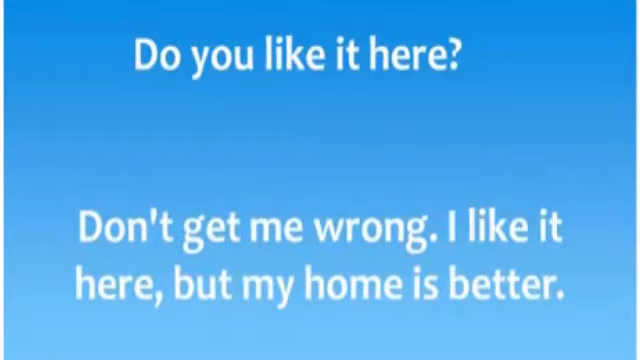 Do you like it here?
Don't get me wrong. I like it
here, but my home is better.